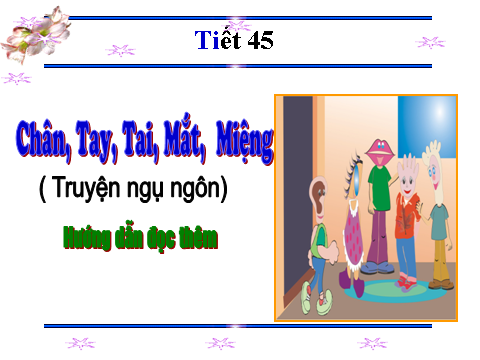 Tiết 45
Chân, Tay, Tai, Mắt, Miệng
( Truyện ngụ ngôn)
Hướng dẫn đọc thêm